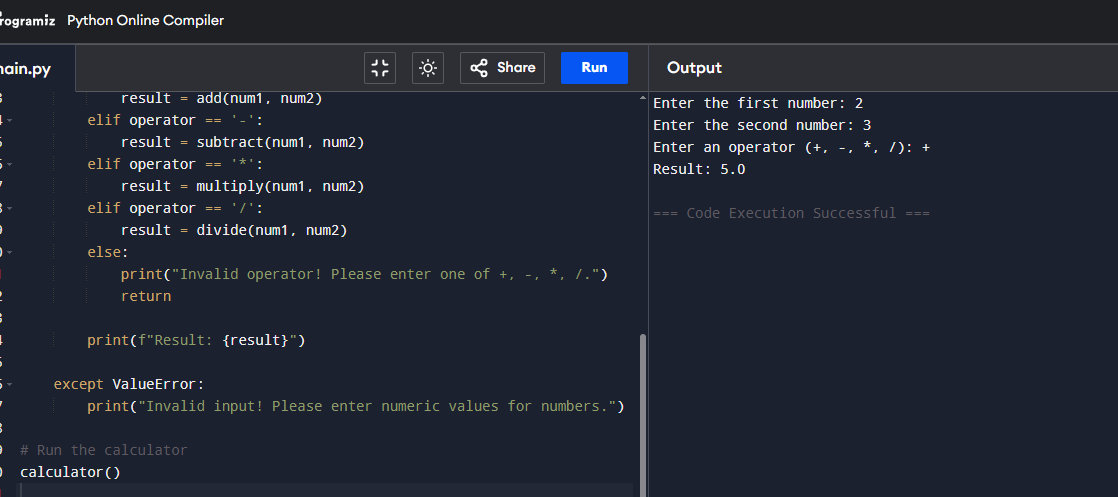 Programiz Python Online Compiler
main.py
Share
Run
Output
result = add(num1, num2)
elif operator == '-':
result = subtract(num1, num2)
elif operator == '*':
result = multiply(num1, num2)
elif operator == '/':
result = divide(num1, num2)
else:
print("Invalid operator! Please enter one of +, -, *, /.")
return
print(f"Result: {result}")
except ValueError:
print("Invalid input! Please enter numeric values for numbers.")
# Run the calculator
calculator()
Enter the first number: 2
Enter the second number: 3
Enter an operator (+, -, *, /): +
Result: 5.0
=== Code Execution Successful ===